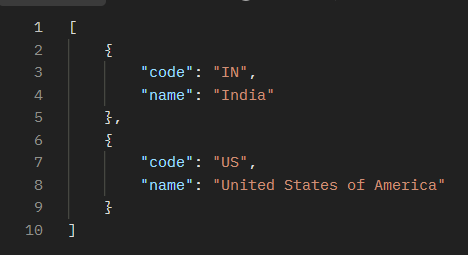 1 [
2     {
3         "code": "IN",
4         "name": "India"
5     },
6     {
7         "code": "US",
8         "name": "United States of America"
9     }
10 ]